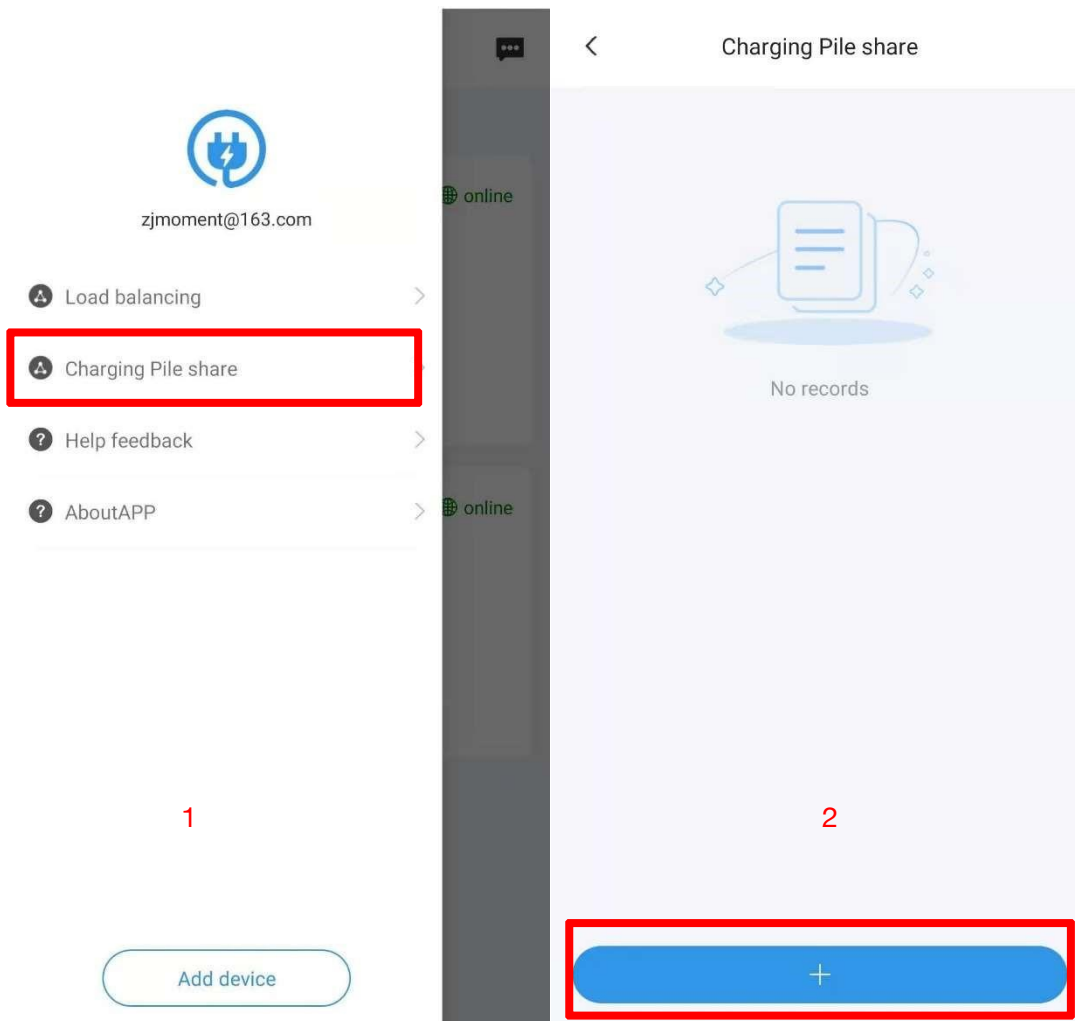 zjmoment@163.com
Load balancing
Charging Pile share
Help feedback
AboutAPP
1
Add device
online
online
Charging Pile share
No records
2
+